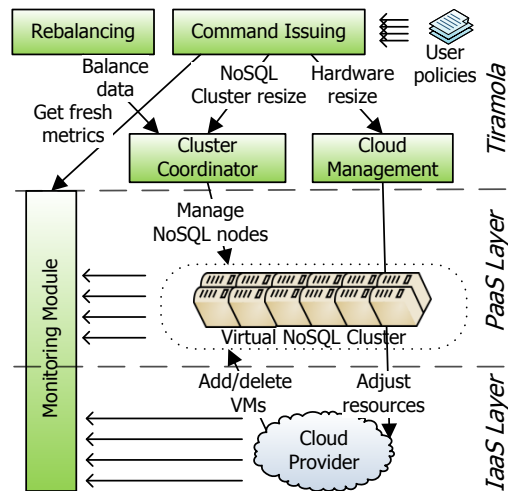 Rebalancing
Command Issuing
User
policies
Balance
data
NoSQL
Cluster resize
Hardware
resize
Get fresh
metrics
Tiramola
Cluster
Coordinator
Cloud
Management
Manage
NoSQL nodes
Monitoring Module
PaaS Layer
Virtual NoSQL Cluster
Add/delete
VMs
Adjust
resources
Cloud
Provider
IaaS Layer